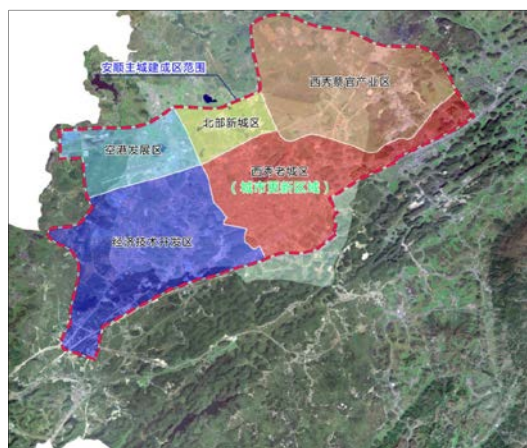 安顺主城建成区范围
西秀蔡官产业区
北部新城区
空港发展区
西秀老城区
(城市更新区域)
经济技术开发区